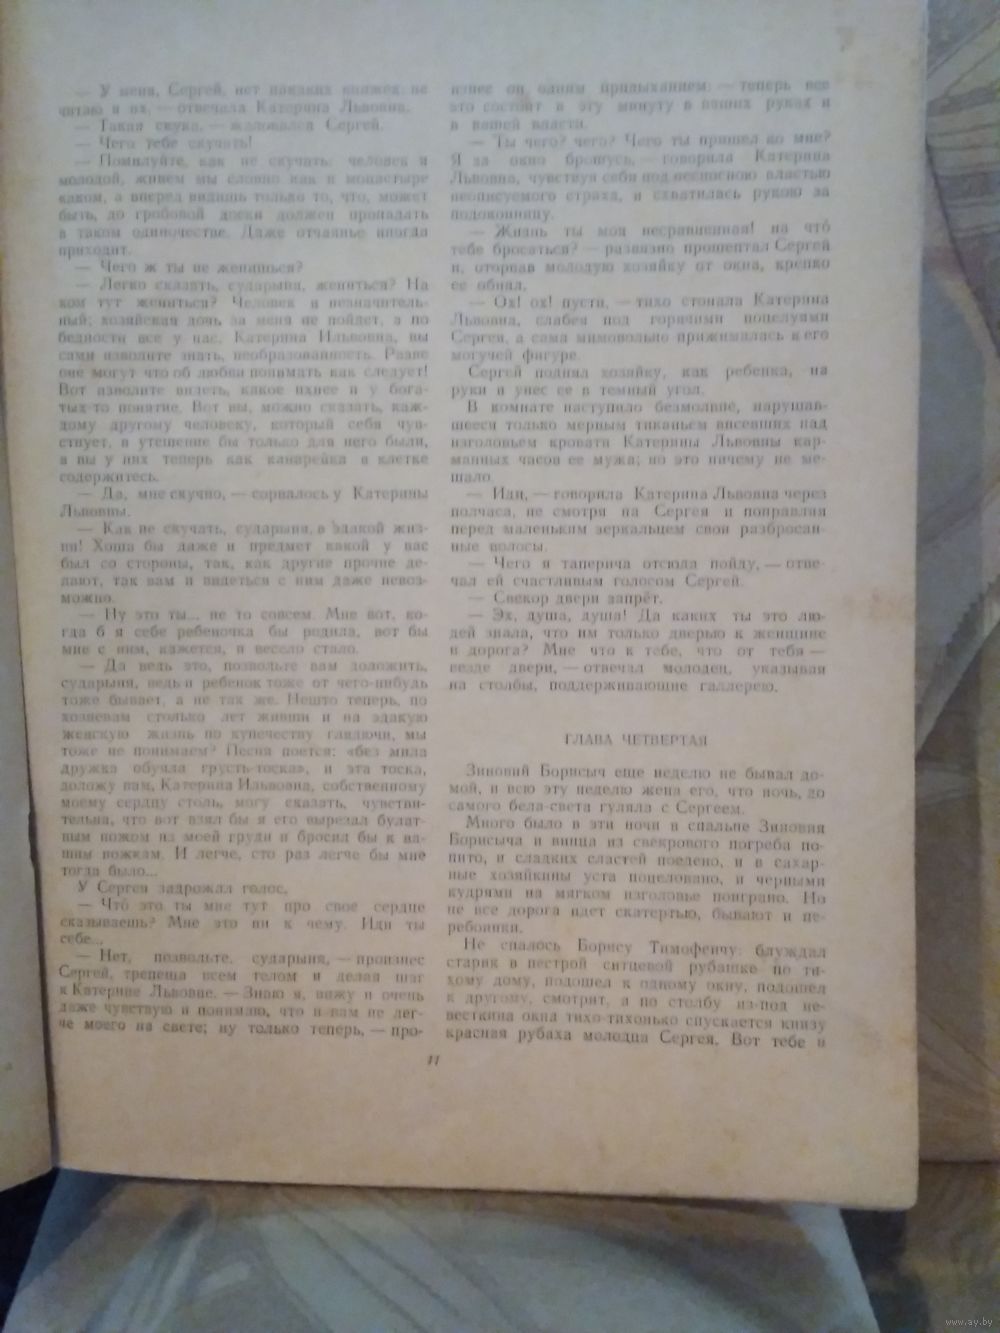 — У меня, Сергей, нет никаких книжек: не
читаю я их, — отвечала Катерина Львовна.
— Такая скука, — жаловался Сергей.
— Чего тебе скучать!
— Помилуйте, как не скучать: человек я
молодой, живем мы словно как в монастыре
каком, а вперед видишь только то, что, может
быть, до гробовой доски должен пропадать
в таком одиночестве. Даже отчаянье иногда
приходит.
— Чего ж ты не женишься?
— Легко сказать, сударыня, жениться? На
ком тут жениться? Человек я незначитель-
ный; хозяйская дочь за меня не пойдет, а по
бедности все у нас, Катерина Ильвовна, вы
сами изволите знать, необразованность. Разве
оне могут что об любви понимать как следует!
Вот изволите видеть, какое ихнее и у бога-
тых-то понятие. Вот вы, можно сказать, каж-
дому другому человеку, который себя чув-
ствует, в утешение бы только для него были,
а вы у них теперь как канарейка в клетке
содержитесь.
— Да, мне скучно, — сорвалось у Катерины
Львовны.
— Как не скучать, сударыня, в эдакой жиз-
ни! Хоша бы даже и предмет какой у вас
был со стороны, так, как другие прочие де-
лают, так вам и видеться с ним даже невоз-
можно.
— Ну это ты... не то совсем. Мне вот, ко-
гда б я себе ребеночка бы родила, вот бы
мне с ним, кажется, и весело стало.
— Да ведь это, позвольте вам доложить,
сударыня, ведь и ребенок тоже от чего-нибудь
тоже бывает, а не так же. Нешто теперь, по
хозяевам столько лет живши и на эдакую
женскую жизнь по купечеству глядючи, мы
тоже не понимаем? Песня поется: «без мила
дружка обуяла грусть-тоска», и эта тоска,
доложу вам, Катерина Ильвовна, собственному
моему сердцу столь, могу сказать, чувстви-
тельна, что вот взял бы я его вырезал булат-
ным ножом из моей груди и бросил бы к ва-
шим ножкам. И легче, сто раз легче бы мне
тогда было...
У Сергея задрожал голос.
— Что́ это ты мне тут про свое сердце
сказываешь? Мне это ни к чему. Иди ты
себе...
— Нет, позвольте, сударыня, — произнес
Сергей, трепеща всем телом и делая шаг
к Катерине Львовне. — Знаю я, вижу и очень
даже чувствую и понимаю, что и вам не лег-
че моего на свете; ну только теперь, — про-
изнес он одним придыханием, — теперь все
это состоит в эту минуту в ваших руках и
в вашей власти.
— Ты чего? чего? Чего ты пришел ко мне?
Я за окно брошусь, — говорила Катерина
Львовна, чувствуя себя под несносною властью
неописуемого страха, и схватилась рукою за
подоконницу.
— Жизнь ты моя несравненная! на что́
тебе бросаться? — развязно прошептал Сергей
и, оторвав молодую хозяйку от окна, крепко
ее обнял.
— Ох! ох! пусти, — тихо стонала Катерина
Львовна, слабея под горячими поцелуями
Сергея, а сама мимовольно прижималась к его
могучей фигуре.
Сергей поднял хозяйку, как ребенка, на
руки и унес ее в темный угол.
В комнате наступило безмолвие, нарушав-
шееся только мерным тиканьем висевших над
изголовьем кровати Катерины Львовны кар-
манных часов ее мужа; но это ничему не ме-
шало.
— Иди, — говорила Катерина Львовна через
полчаса, не смотря на Сергея и поправляя
перед маленьким зеркальцем свои разбросан-
ные волосы.
— Чего я таперича отсюда пойду, — отве-
чал ей счастливым голосом Сергей.
— Свекор двери запрёт.
— Эх, душа, душа! Да каких ты это лю-
дей знала, что им только дверью к женщине
и дорога? Мне что к тебе, что от тебя —
везде двери, — отвечал молодец, указывая
на столбы, поддерживающие галлерею.
ГЛАВА ЧЕТВЕРТАЯ
Зиновий Борисыч еще неделю не бывал до-
мой, и всю эту неделю жена его, что ночь, до
самого бела-света гуляла с Сергеем.
Много было в эти ночи в спальне Зиновия
Борисыча и винца из свекрового погреба по-
пито, и сладких сластей поедено, и в сахар-
ные хозяйкины уста поцеловано, и черными
кудрями на мягком изголовье поиграно. Но
не все дорога идет скатертью, бывают и пе-
ребоинки.
Не спалось Борису Тимофеичу: блуждал
старик в пестрой ситцевой рубашке по ти-
хому дому, подошел к одному окну, подошел
к другому, смотрит, а по столбу из-под не-
весткина окна тихо-тихонько спускается книзу
красная рубаха молодца Сергея. Вот тебе и
11
www.ay.by